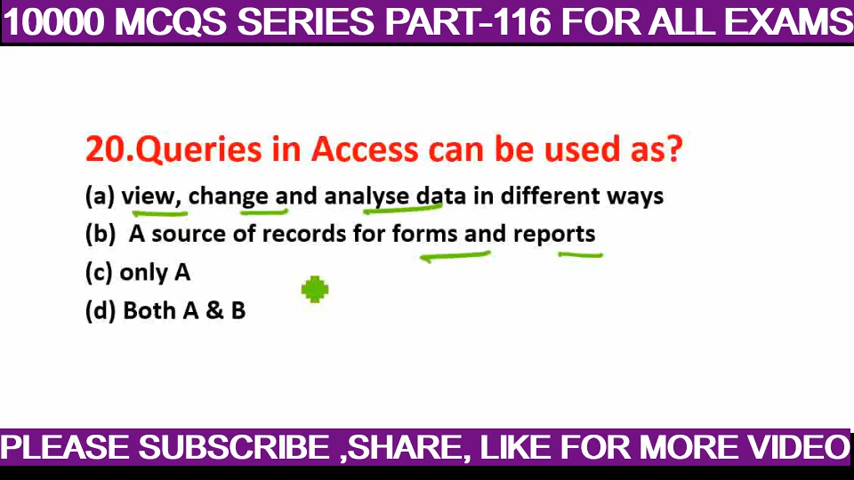 10000 MCQS SERIES PART-116 FOR ALL EXAMS
20.Queries in Access can be used as?
(a) view, change and analyse data in different ways
(b) A source of records for forms and reports
(c) only A
(d) Both A & B
PLEASE SUBSCRIBE ,SHARE, LIKE FOR MORE VIDEO